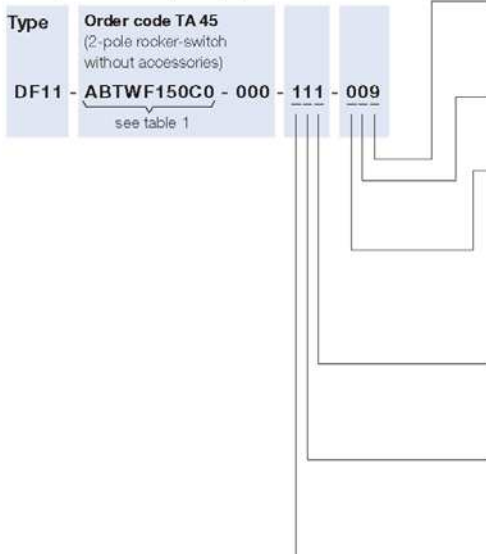 Type
Order code TA 45
(2-pole rocker-switch
without accessories)
DF11 - ABTWF150C0 - 000 - 111 - 009
see table 1